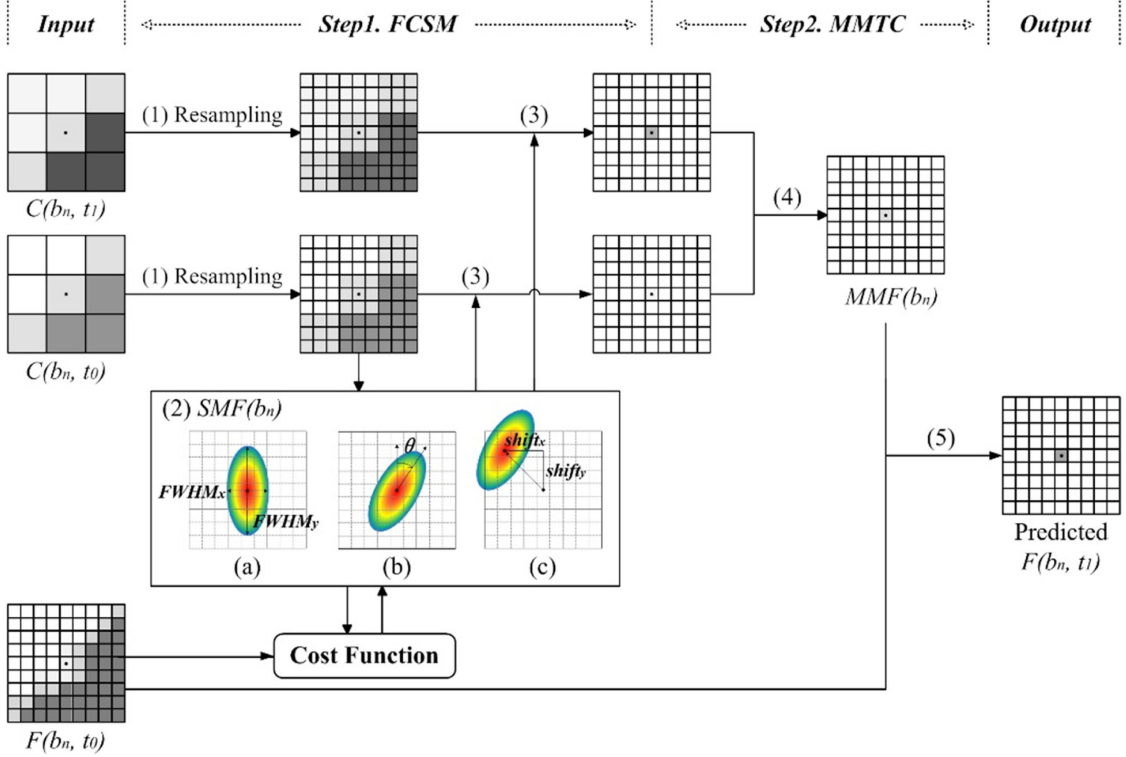 Input
Step1. FCSM
Step2. MMTC
Output
(1) Resampling
(3)
C(bn, t1)
(4)
(1) Resampling
(3)
MMF(bn)
C(bn, t0)
(2) SMF(bn)
θ
shiftx
shifty
FWHMx
FWHMy
(a)
(b)
(c)
(5)
Predicted
F(bn, t1)
Cost Function
F(bn, t0)